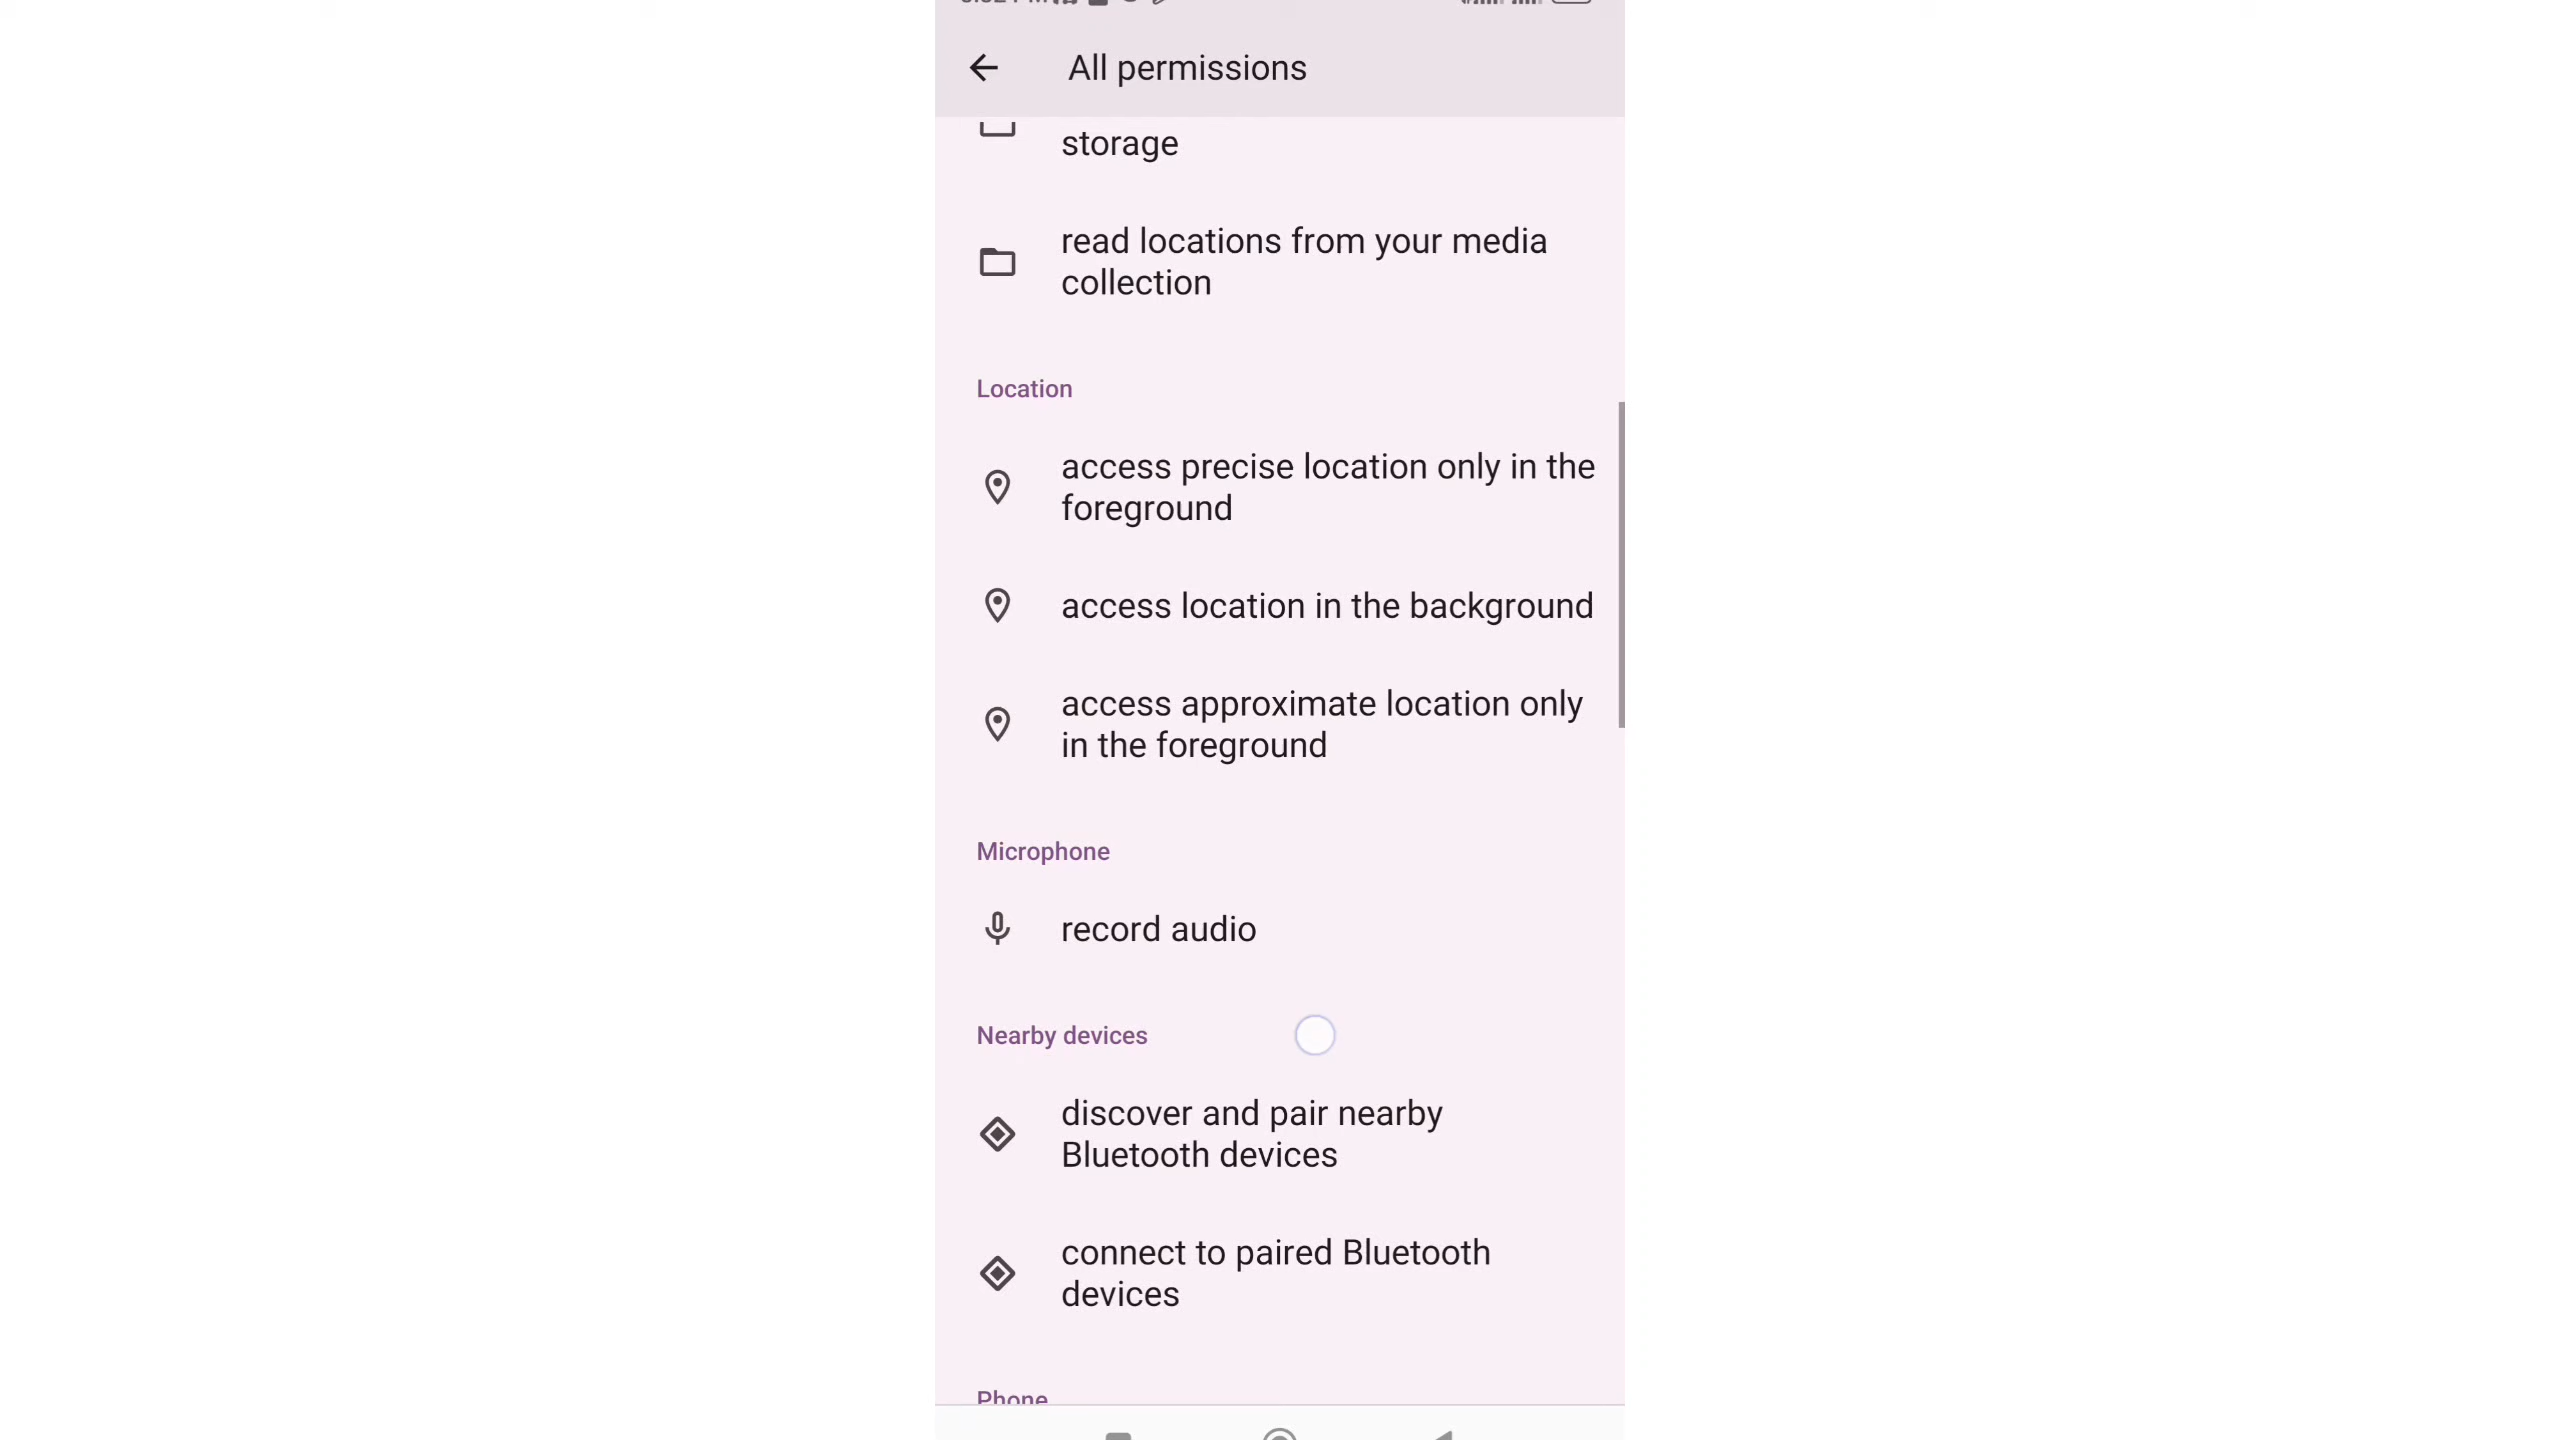 All permissions
storage
read locations from your media
collection
Location
access precise location only in the
foreground
access location in the background
access approximate location only
in the foreground
Microphone
record audio
Nearby devices
discover and pair nearby
Bluetooth devices
connect to paired Bluetooth
devices
Phone